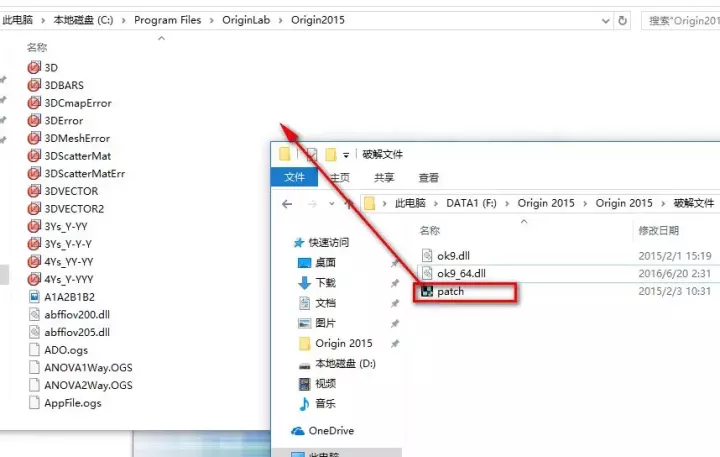 此电脑 > 本地磁盘 (C:) > Program Files > OriginLab > Origin2015
搜索"Origin201
名称
3D
3DBARS
3DCmapError
3DError
3DMeshError
3DScatterMat
3DScatterMatErr
3DVECTOR
3DVECTOR2
3Ys_Y-YY
3Ys_Y-Y-Y
4Ys_YY-YY
4Ys_Y-YYY
A1A2B1B2
abffiov200.dll
abffiov205.dll
ADO.ogs
ANOVA1Way.OGS
ANOVA2Way.OGS
AppFile.ogs
破解文件
文件 主页 共享 查看
此电脑 > DATA1 (F:) > Origin 2015 > Origin 2015 > 破解文件
快速访问
桌面
下载
文档
图片
Origin 2015
本地磁盘 (D:)
视频
音乐
OneDrive
此电脑
名称 修改日期
ok9.dll 2015/2/1 15:19
ok9_64.dll 2016/6/20 2:31
patch 2015/2/3 10:31